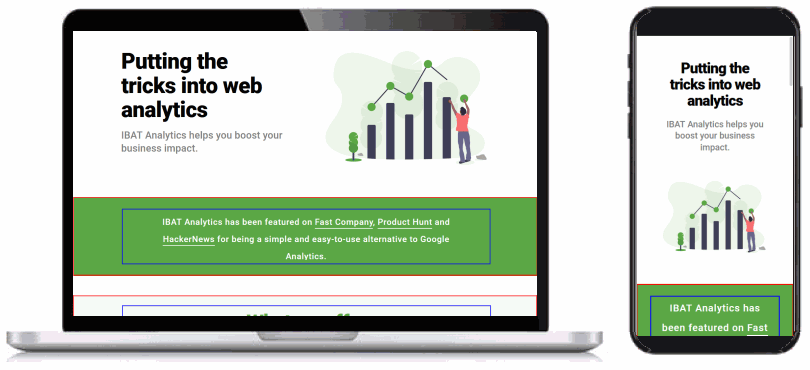 Putting the
tricks into web
analytics
IBAT Analytics helps you boost your
business impact.
IBAT Analytics has been featured on Fast Company, Product Hunt and
HackerNews for being a simple and easy-to-use alternative to Google
Analytics.
Putting the
tricks into web
analytics
IBAT Analytics helps you
boost your business
impact.
IBAT Analytics has
been featured on Fast